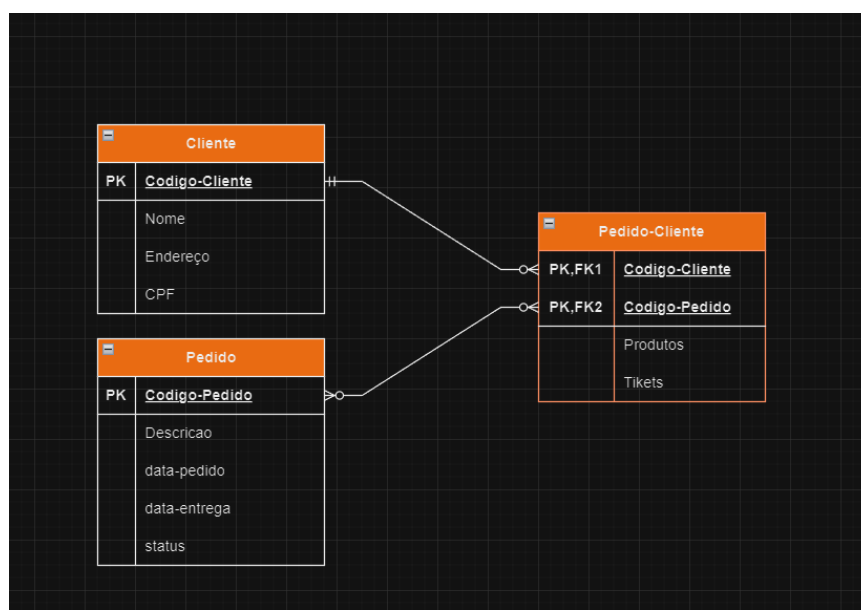 Cliente
PK Codigo-Cliente
Nome
Endereço
CPF
Pedido
PK Codigo-Pedido
Descricao
data-pedido
data-entrega
status
Pedido-Cliente
PK,FK1 Codigo-Cliente
PK,FK2 Codigo-Pedido
Produtos
Tikets